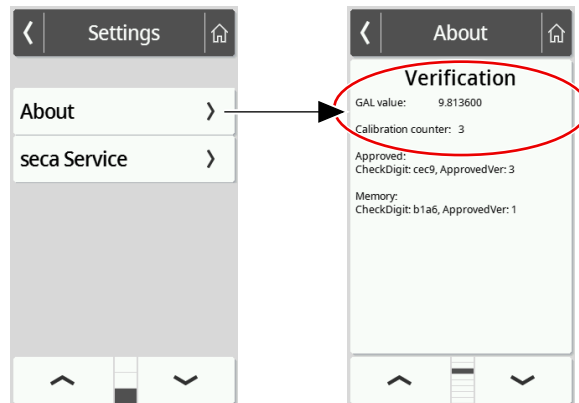 Settings
About
seca Service
About
Verification
GAL value: 9.813600
Calibration counter: 3
Approved:
CheckDigit: cec9, ApprovedVer: 3
Memory:
CheckDigit: b1a6, ApprovedVer: 1